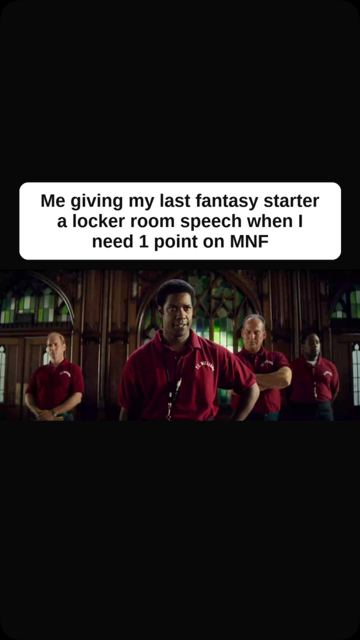 Me giving my last fantasy starter
a locker room speech when I
need 1 point on MNF